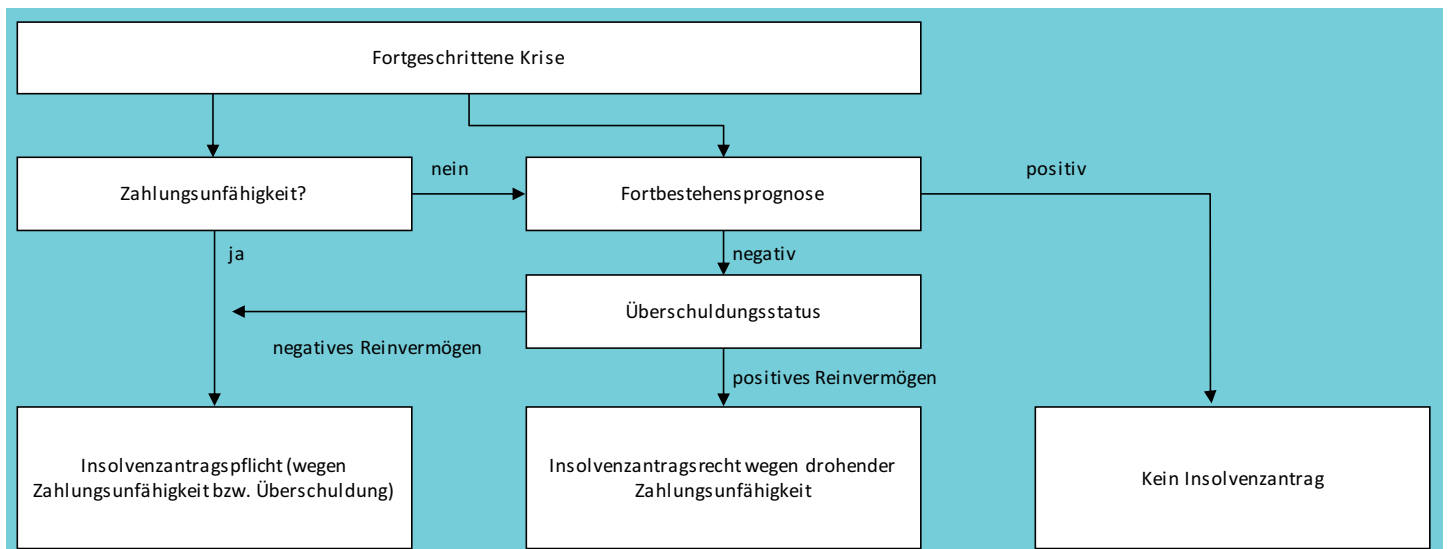 Fortgeschrittene Krise
Zahlungsunfähigkeit?
nein
Fortbestehensprognose
positiv
ja
negativ
Überschuldungsstatus
negatives Reinvermögen
positives Reinvermögen
Insolvenzantragspflicht (wegen
Zahlungsunfähigkeit bzw. Überschuldung)
Insolvenzantragsrecht wegen drohender
Zahlungsunfähigkeit
Kein Insolvenzantrag